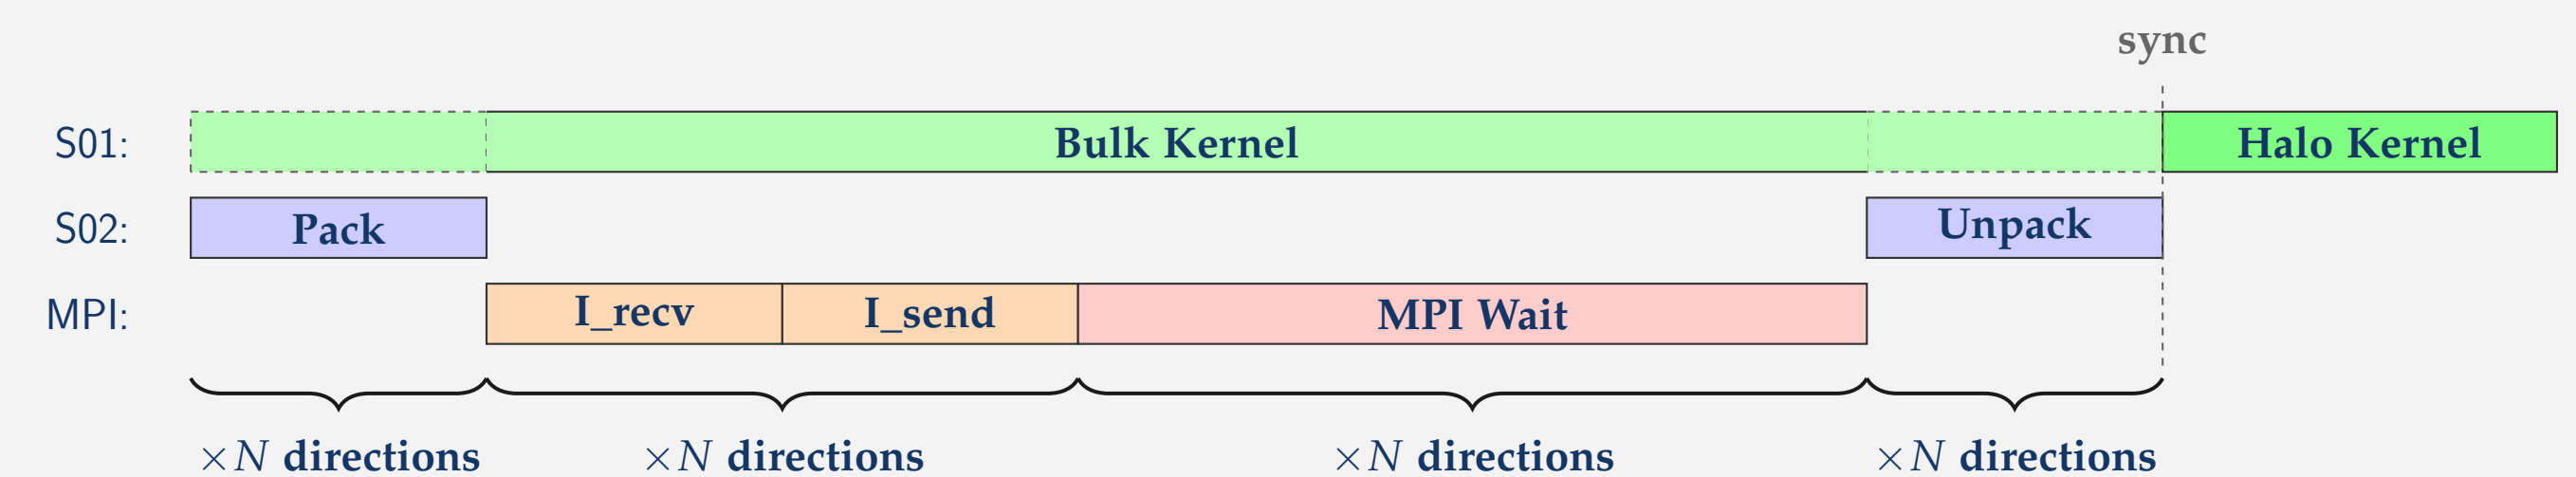 sync
S01: Bulk Kernel Halo Kernel
S02: Pack Unpack
MPI: I_recv I_send MPI Wait
×N directions ×N directions ×N directions ×N directions